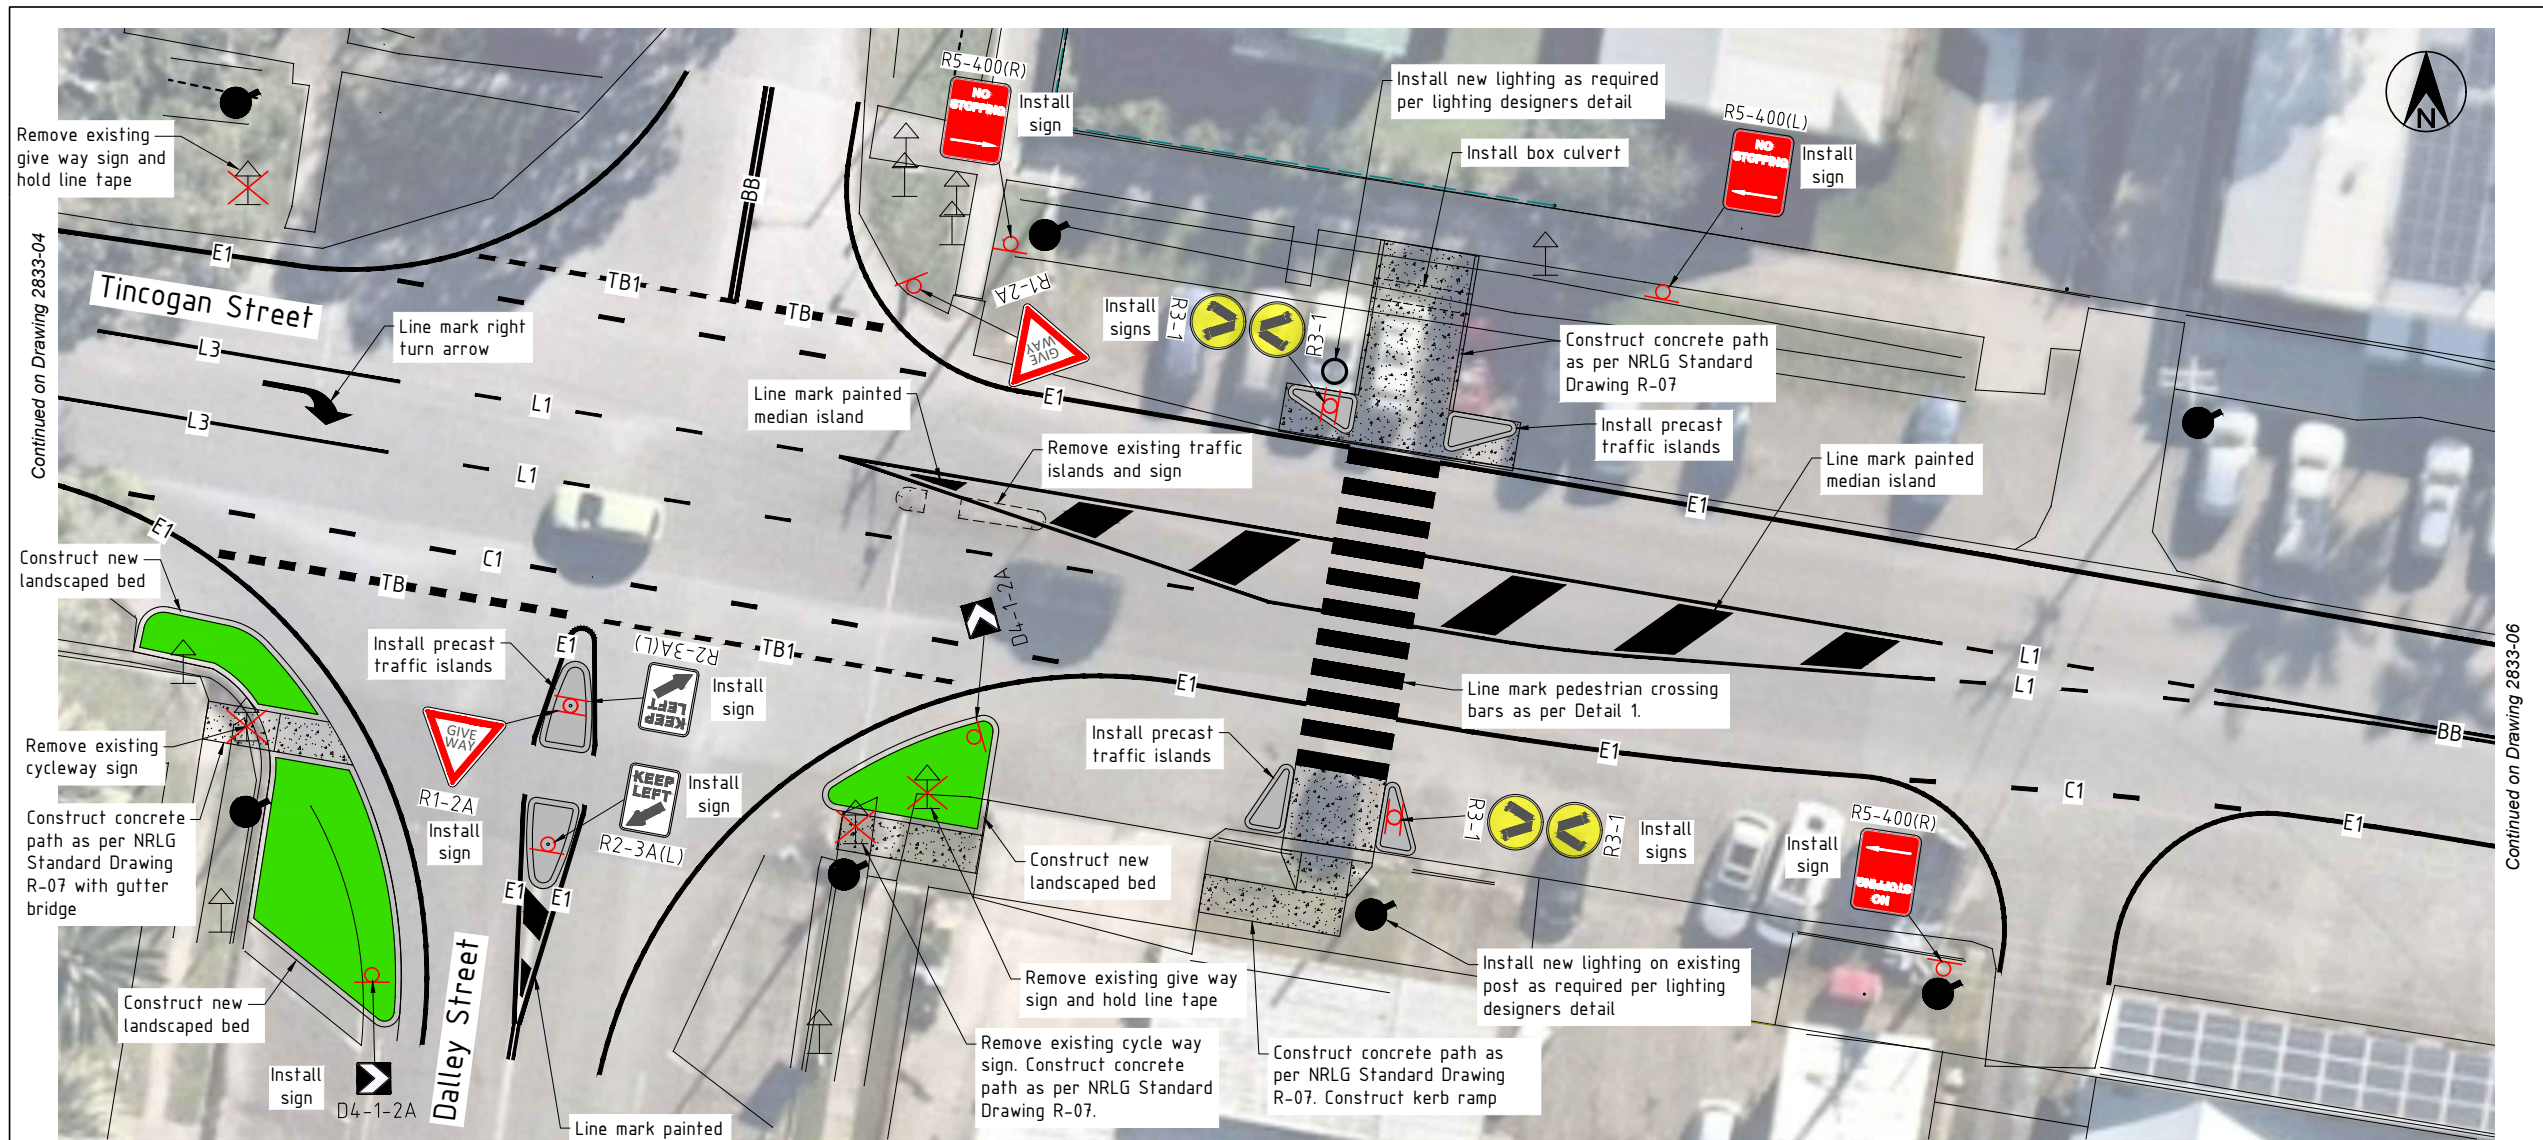 R5-400(R)
NO
STOPPING
Install
sign
Install new lighting as required
per lighting designers detail
Install box culvert
R5-400(L)
NO
STOPPING
Install
sign
N
Remove existing
give way sign and
hold line tape
Continued on Drawing 2833-04
E1
BB
TB1
TB
Tincogan Street
Line mark right
turn arrow
L3
L3
L1
L1
R1-2A
GIVE
WAY
Install
signs
R3-1
R3-1
Construct concrete path
as per NRLG Standard
Drawing R-07
E1
Line mark painted
median island
Remove existing traffic
islands and sign
Install precast
traffic islands
Line mark painted
median island
E1
E1
Construct new
landscaped bed
C1
TB
D4-1-2A
Install precast
traffic islands
E1
R2-3A(L)
KEEP
LEFT
Install
sign
TB1
E1
L1
L1
BB
Continued on Drawing 2833-06
Line mark pedestrian crossing
bars as per Detail 1.
Install precast
traffic islands
E1
Remove existing
cycleway sign
GIVE
WAY
R1-2A
Install
sign
KEEP
LEFT
Install
sign
R2-3A(L)
C1
E1
Construct concrete
path as per NRLG
Standard Drawing
R-07 with gutter
bridge
R3-1
R3-1
Install
signs
R5-400(R)
NO
STOPPING
Install
sign
E1
E1
Construct new
landscaped bed
Install new lighting on existing
post as required per lighting
designers detail
Remove existing give way
sign and hold line tape
Construct new
landscaped bed
Dalley Street
Remove existing cycle way
sign. Construct concrete
path as per NRLG Standard
Drawing R-07.
Construct concrete path as
per NRLG Standard Drawing
R-07. Construct kerb ramp
Install
sign
D4-1-2A
Line mark painted